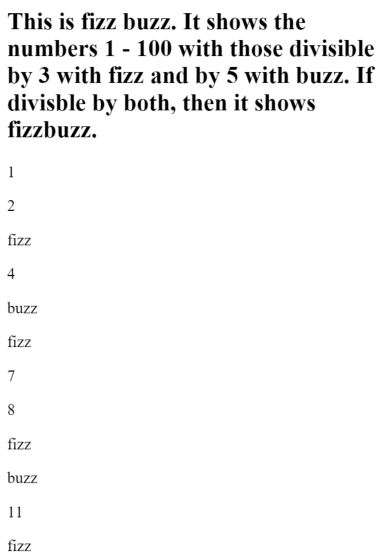 This is fizz buzz. It shows the
numbers 1 - 100 with those divisible
by 3 with fizz and by 5 with buzz. If
divisble by both, then it shows
fizzbuzz.
1
2
fizz
4
buzz
fizz
7
8
fizz
buzz
11
fizz